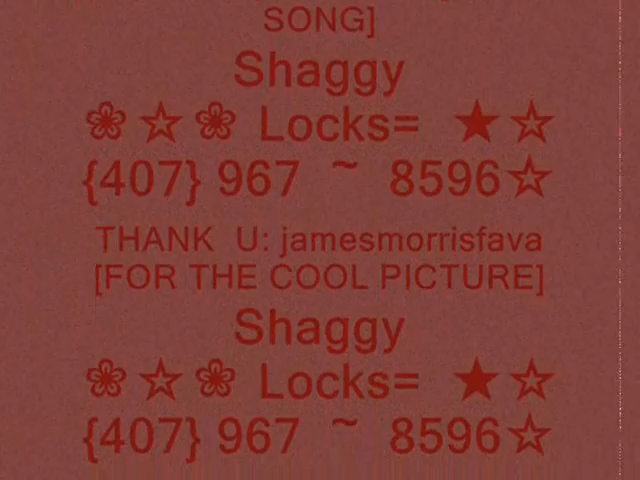 SONG]
Shaggy
❀ ☆ ❀ Locks= ★ ☆
{407} 967 ~ 8596☆
THANK U: jamesmorrisfava
[FOR THE COOL PICTURE]
Shaggy
❀ ☆ ❀ Locks= ★ ☆
{407} 967 ~ 8596☆